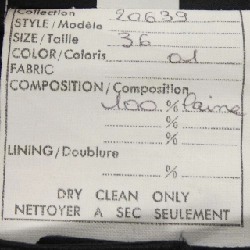 Collection
STYLE/Modèle 20639
SIZE/Taille 36
COLOR/Coloris 01
FABRIC
COMPOSITION/Composition
100 % laine
%
%
LINING/Doublure
%
DRY CLEAN ONLY
NETTOYER A SEC SEULEMENT